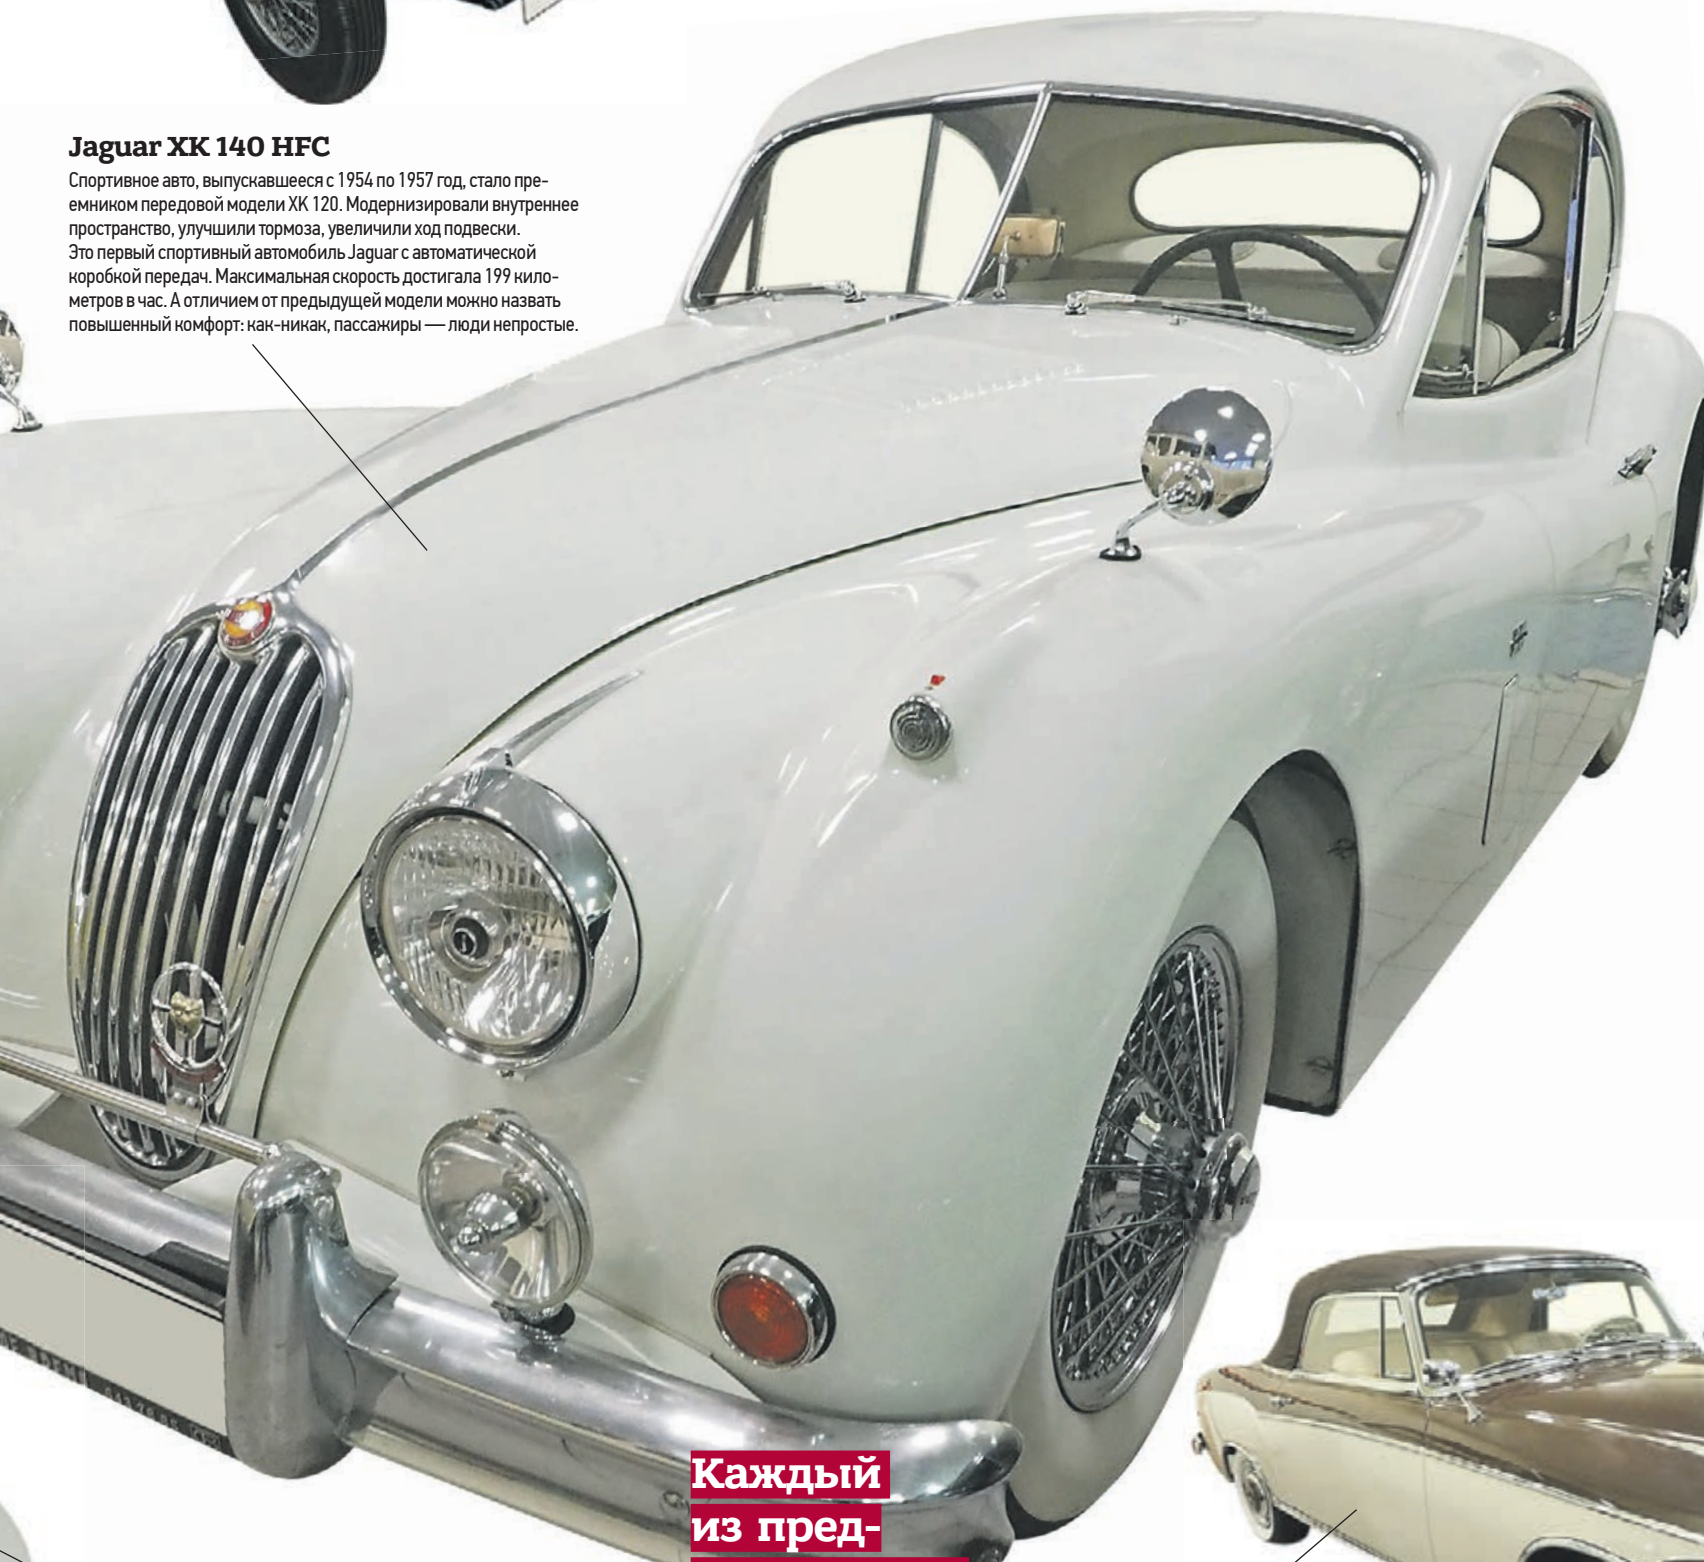 Jaguar XK 140 HFC
Спортивное авто, выпускавшееся с 1954 по 1957 год, стало пре-
емником передовой модели XK 120. Модернизировали внутреннее
пространство, улучшили тормоза, увеличили ход подвески.
Это первый спортивный автомобиль Jaguar с автоматической
коробкой передач. Максимальная скорость достигала 199 кило-
метров в час. А отличием от предыдущей модели можно назвать
повышенный комфорт: как-никак, пассажиры — люди непростые.
Каждый
из пред-